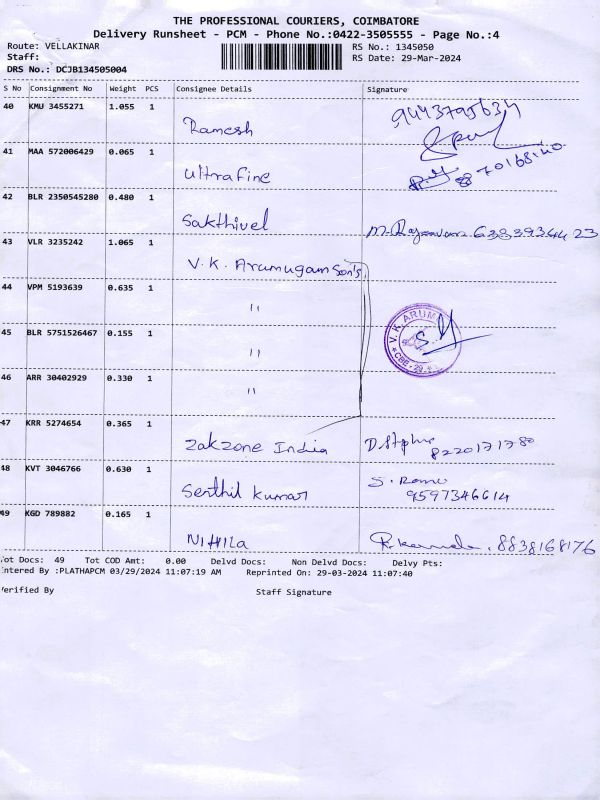 THE PROFESSIONAL COURIERS, COIMBATORE
Delivery Runsheet - PCM - Phone No.:0422-3505555 - Page No.:4
Route: VELLAKINAR RS No.: 1345050
Staff: RS Date: 29-Mar-2024
DRS No.: DCJB134505004
S No Consignment No Weight PCS Consignee Details Signature
40 KMU 3455271 1.055 1
Ramesh 9443795634
41 MAA 572006429 0.065 1
Ultrafine 8870168140
42 BLR 2350545280 0.480 1
Sakthivel
43 VLR 3235242 1.065 1
V.K. Arumugam Son's
44 VPM 5193639 0.635 1
"
45 BLR 5751526467 0.155 1
"
V.K. ARUM
CBE - 29
46 ARR 30402929 0.330 1
"
47 KRR 5274654 0.365 1
Zakzone India 8220171780
48 KVT 3046766 0.630 1
Senthil Kumar S. Ramu
9597346614
49 KGD 789882 0.165 1
NITHILa 8838168176
ot Docs: 49 Tot COD Amt: 0.00 Delvd Docs: Non Delvd Docs: Delvy Pts:
ntered By :PLATHAPCM 03/29/2024 11:07:19 AM Reprinted On: 29-03-2024 11:07:40
erified By Staff Signature